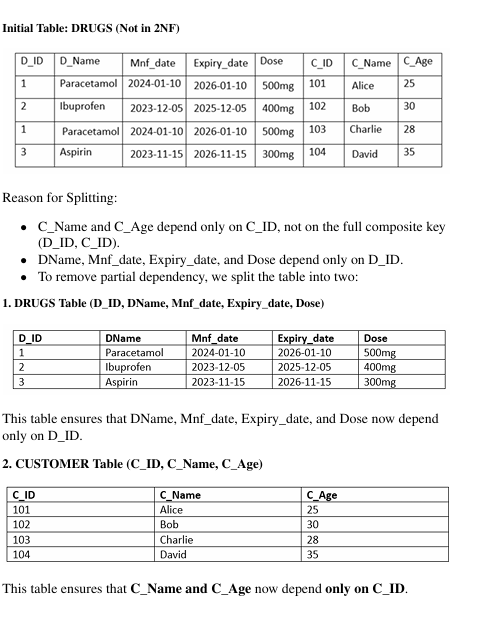 Initial Table: DRUGS (Not in 2NF)
D_ID D_Name Mnf_date Expiry_date Dose C_ID C_Name C_Age
1 Paracetamol 2024-01-10 2026-01-10 500mg 101 Alice 25
2 Ibuprofen 2023-12-05 2025-12-05 400mg 102 Bob 30
1 Paracetamol 2024-01-10 2026-01-10 500mg 103 Charlie 28
3 Aspirin 2023-11-15 2026-11-15 300mg 104 David 35
Reason for Splitting:
● C_Name and C_Age depend only on C_ID, not on the full composite key
(D_ID, C_ID).
● DName, Mnf_date, Expiry_date, and Dose depend only on D_ID.
● To remove partial dependency, we split the table into two:
1. DRUGS Table (D_ID, DName, Mnf_date, Expiry_date, Dose)
D_ID DName Mnf_date Expiry_date Dose
1 Paracetamol 2024-01-10 2026-01-10 500mg
2 Ibuprofen 2023-12-05 2025-12-05 400mg
3 Aspirin 2023-11-15 2026-11-15 300mg
This table ensures that DName, Mnf_date, Expiry_date, and Dose now depend
only on D_ID.
2. CUSTOMER Table (C_ID, C_Name, C_Age)
C_ID C_Name C_Age
101 Alice 25
102 Bob 30
103 Charlie 28
104 David 35
This table ensures that C_Name and C_Age now depend only on C_ID.